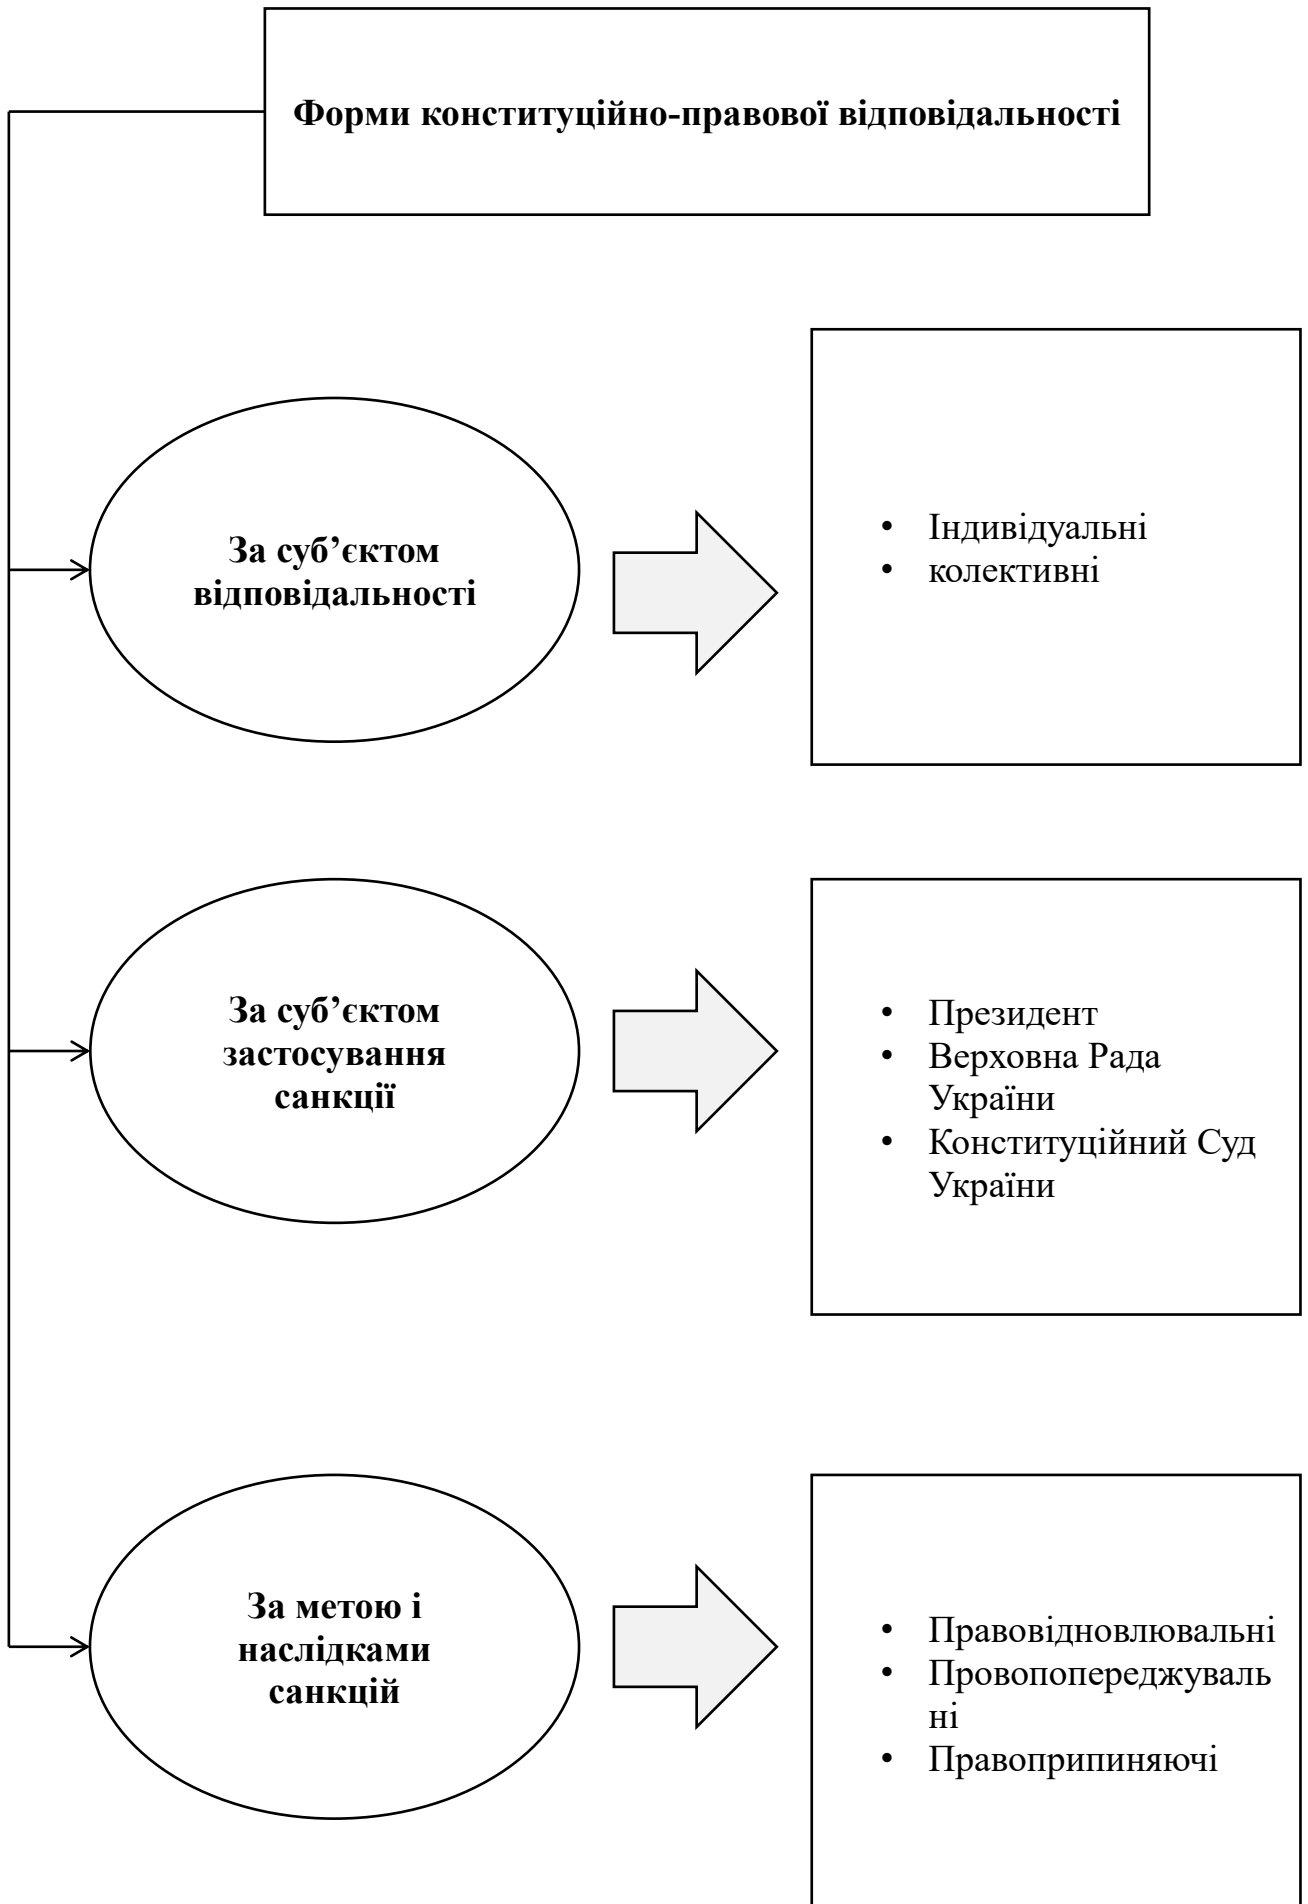 Форми конституційно-правової відповідальності
За суб’єктом
відповідальності
• Індивідуальні
• колективні
За суб’єктом
застосування
санкції
• Президент
• Верховна Рада
України
• Конституційний Суд
України
За метою і
наслідками
санкцій
• Правовідновлювальні
• Провопопереджуваль
ні
• Правоприпиняючі